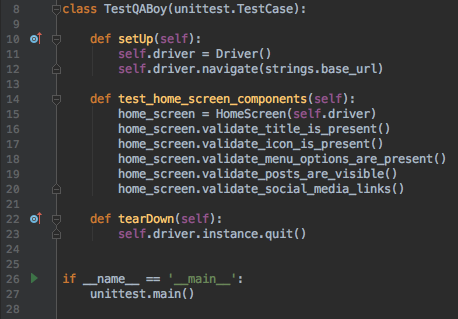 8 class TestQABoy(unittest.TestCase):
9
10 def setUp(self):
11 self.driver = Driver()
12 self.driver.navigate(strings.base_url)
13
14 def test_home_screen_components(self):
15 home_screen = HomeScreen(self.driver)
16 home_screen.validate_title_is_present()
17 home_screen.validate_icon_is_present()
18 home_screen.validate_menu_options_are_present()
19 home_screen.validate_posts_are_visible()
20 home_screen.validate_social_media_links()
21
22 def tearDown(self):
23 self.driver.instance.quit()
24
25
26 if __name__ == '__main__':
27 unittest.main()
28